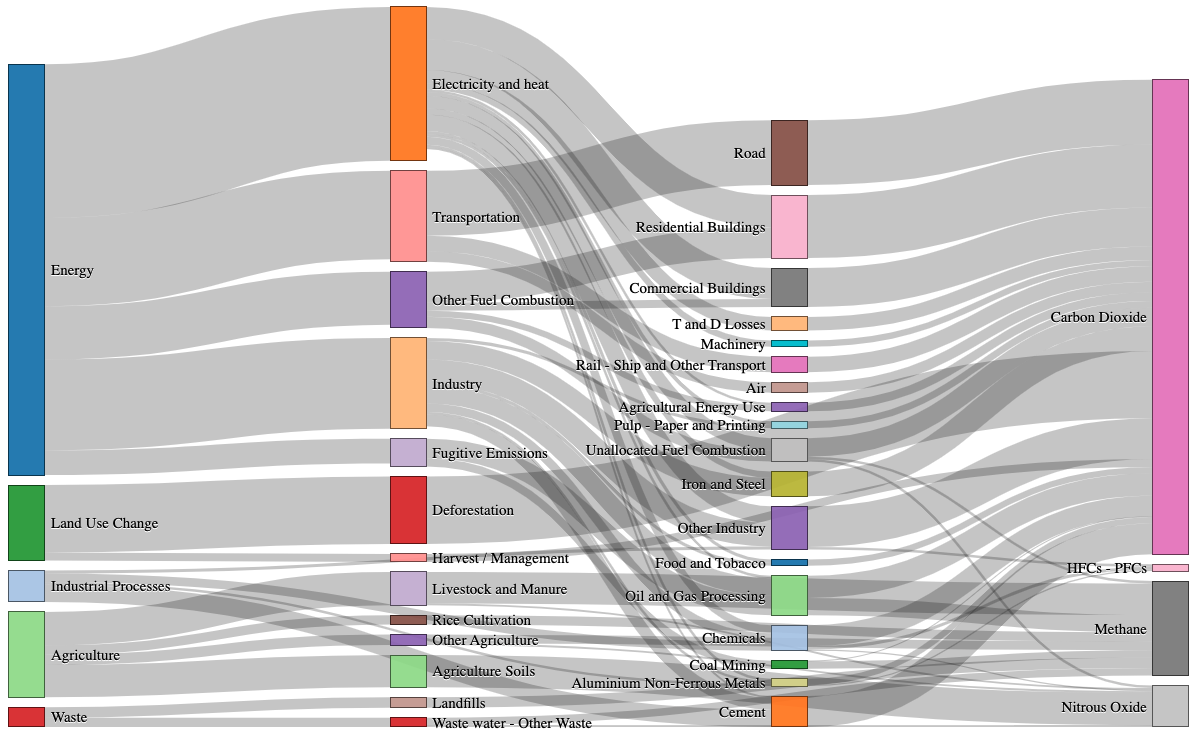 Energy
Land Use Change
Industrial Processes
Agriculture
Waste
Electricity and heat
Transportation
Other Fuel Combustion
Industry
Fugitive Emissions
Deforestation
Harvest / Management
Livestock and Manure
Rice Cultivation
Other Agriculture
Agriculture Soils
Landfills
Waste water - Other Waste
Road
Residential Buildings
Commercial Buildings
T and D Losses
Machinery
Rail - Ship and Other Transport
Air
Agricultural Energy Use
Pulp - Paper and Printing
Unallocated Fuel Combustion
Iron and Steel
Other Industry
Food and Tobacco
Oil and Gas Processing
Chemicals
Coal Mining
Aluminium Non-Ferrous Metals
Cement
Carbon Dioxide
HFCs - PFCs
Methane
Nitrous Oxide